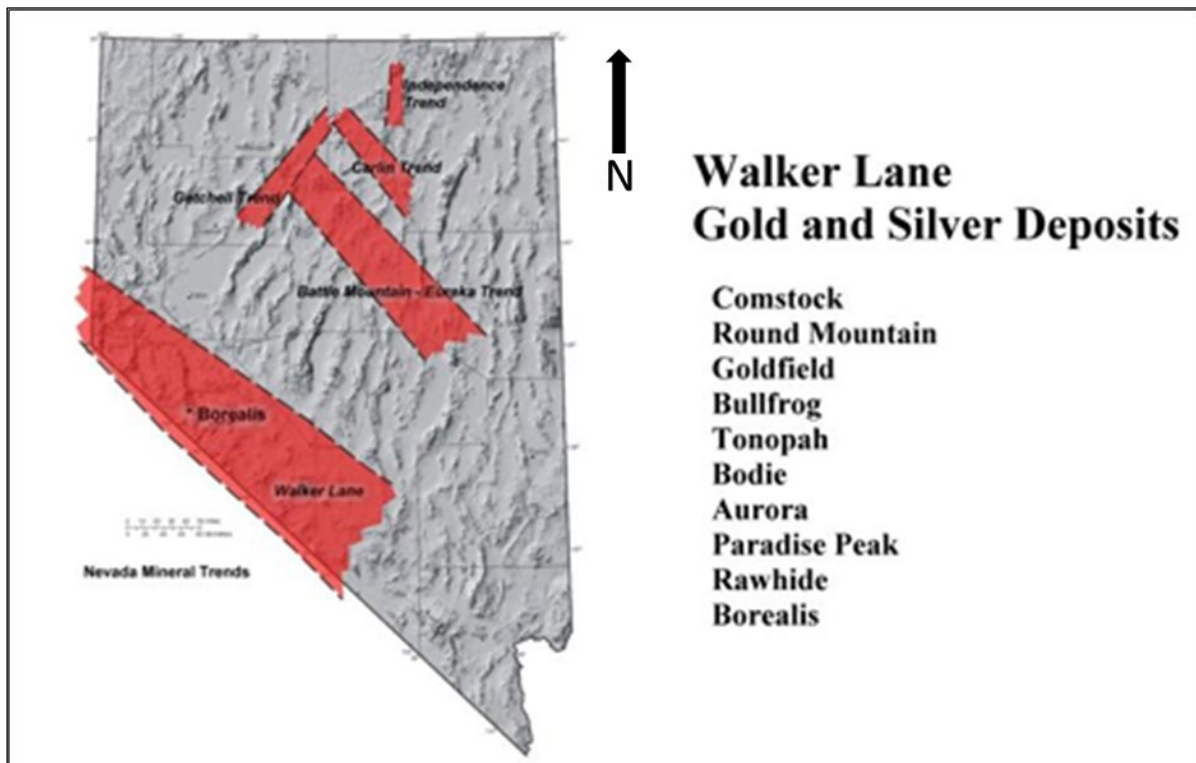 Independence
Trend
Carlin Trend
Getchell Trend
Battle Mountain - Eureka Trend
* Borealis
Walker Lane
Nevada Mineral Trends
N
Walker Lane
Gold and Silver Deposits
Comstock
Round Mountain
Goldfield
Bullfrog
Tonopah
Bodie
Aurora
Paradise Peak
Rawhide
Borealis